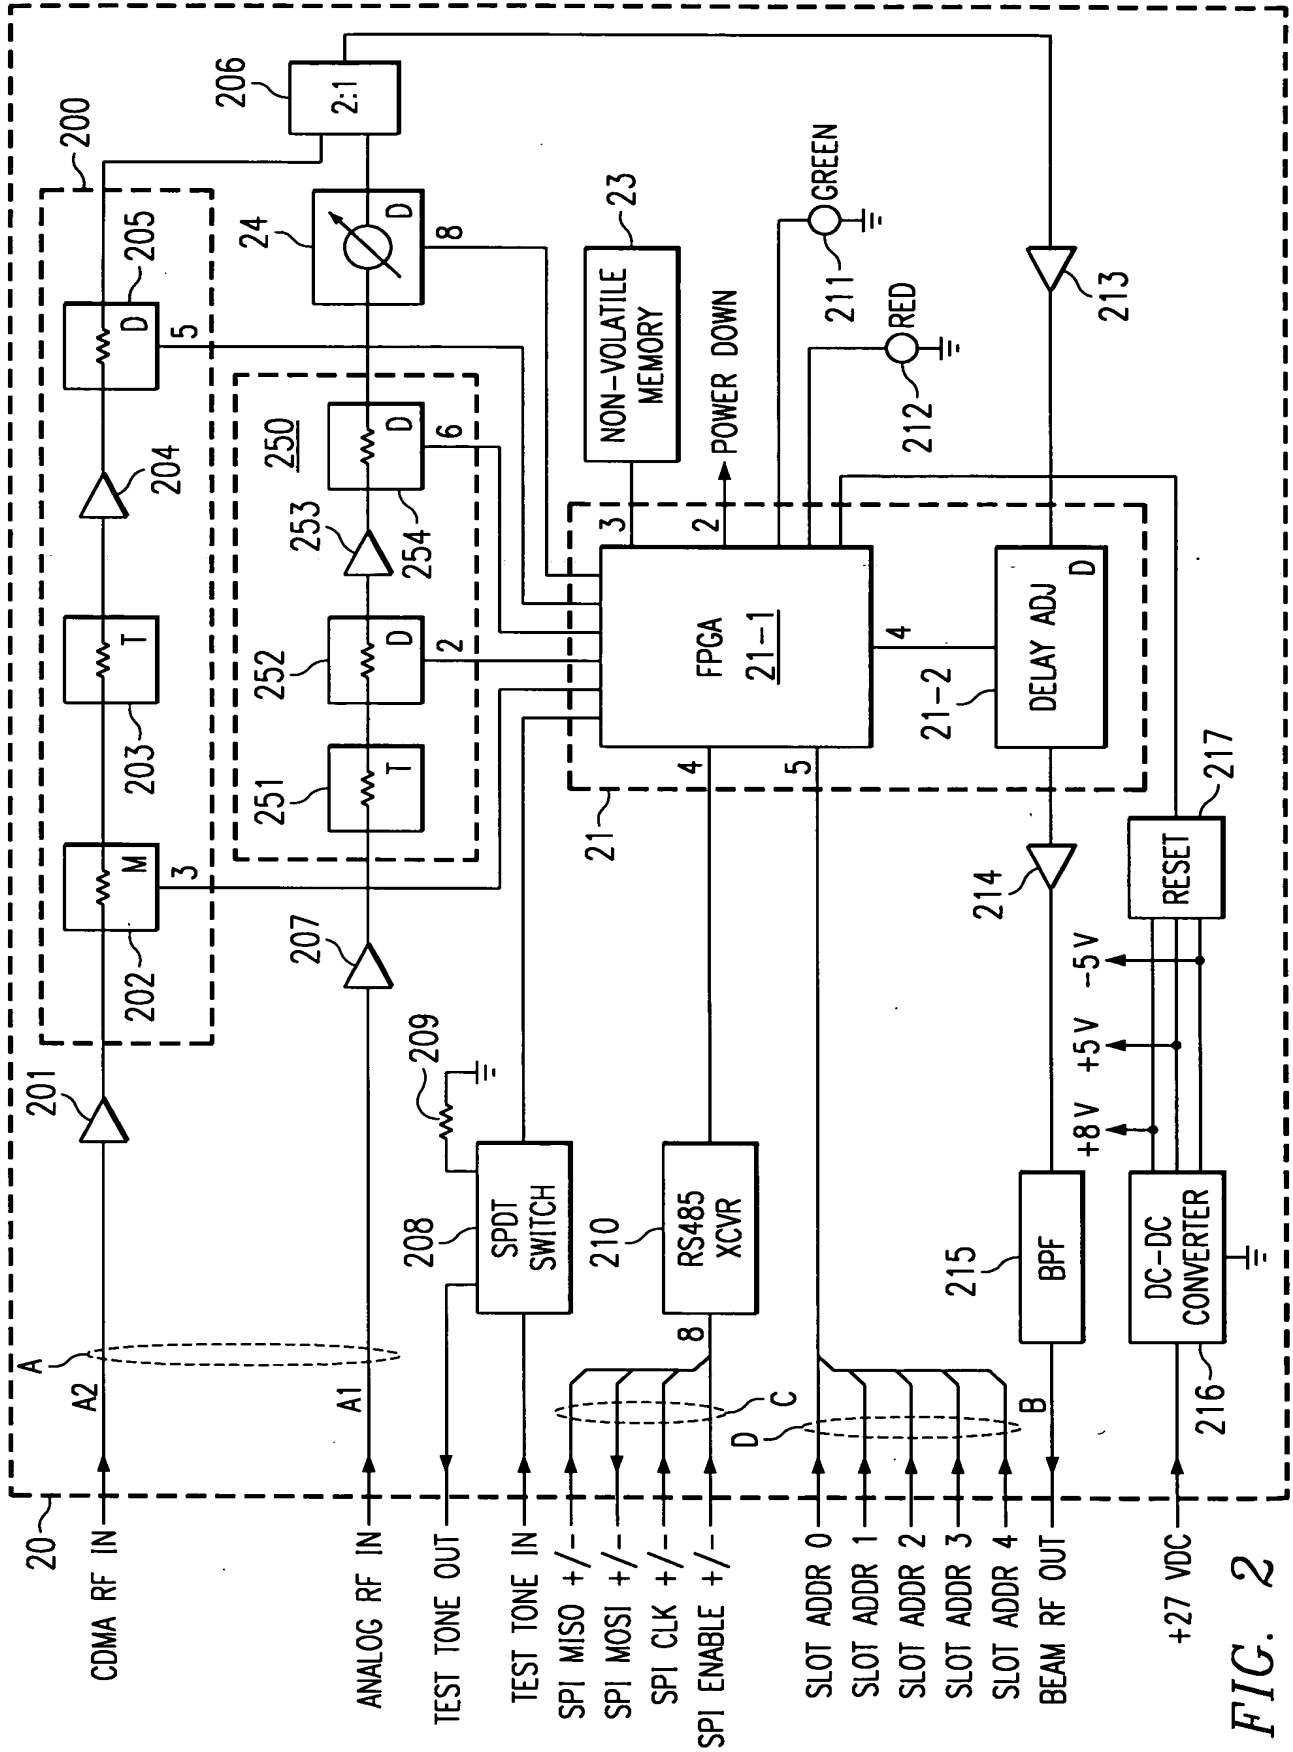 20
CDMA RF IN
A
A2
201
200
202
M
3
203
T
204
205
D
5
206
2:1
ANALOG RF IN
A1
207
250
251
T
252
D
2
253
254
D
6
24
D
8
TEST TONE OUT
TEST TONE IN
208
SPDT
SWITCH
209
SPI MISO +/-
SPI MOSI +/-
SPI CLK +/-
SPI ENABLE +/-
C
8
210
RS485
XCVR
4
21
FPGA
21-1
3
NON-VOLATILE
MEMORY
23
2
POWER DOWN
211
GREEN
212
RED
SLOT ADDR 0
SLOT ADDR 1
SLOT ADDR 2
SLOT ADDR 3
SLOT ADDR 4
D
5
4
21-2
DELAY ADJ
D
213
BEAM RF OUT
B
215
BPF
214
+27 VDC
216
DC-DC
CONVERTER
+8V
+5V
-5V
RESET
217
FIG. 2